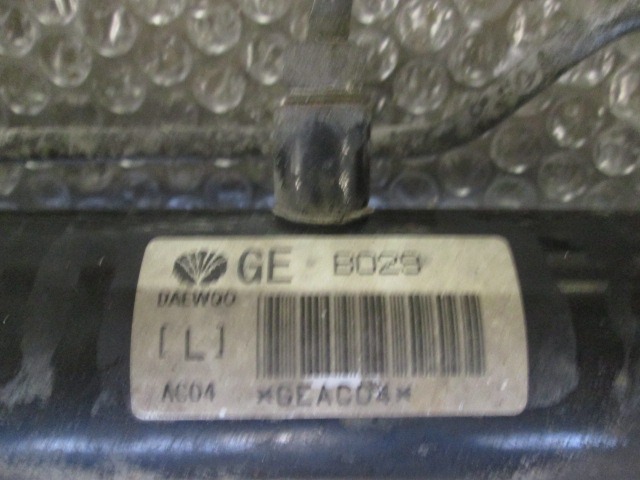 GE B029
DAEWOO
[L]
AC04 *GEAC04*